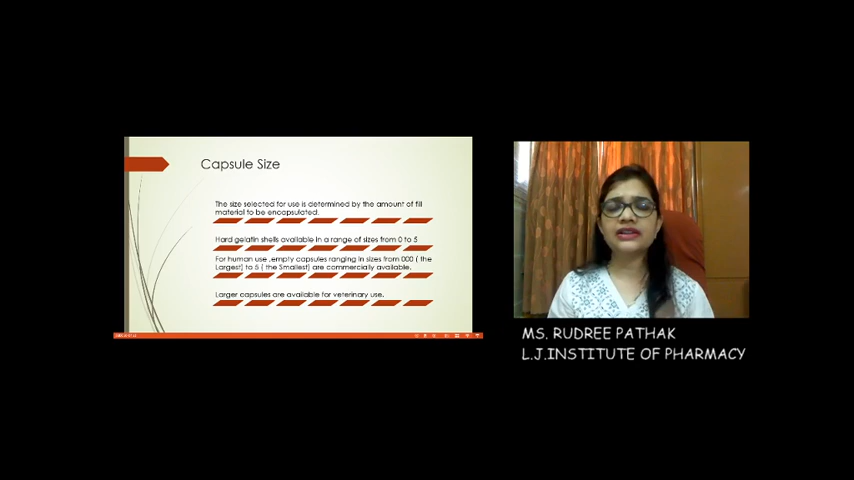 Capsule Size
The size selected for use is determined by the amount of fill
material to be encapsulated.
Hard gelatin shells available in a range of sizes from 0 to 5
For human use ,empty capsules ranging in sizes from 000 ( the
Largest) to 5 ( the Smallest) are commercially available.
Larger capsules are available for veterinary use.
MS. RUDREE PATHAK
L.J.INSTITUTE OF PHARMACY